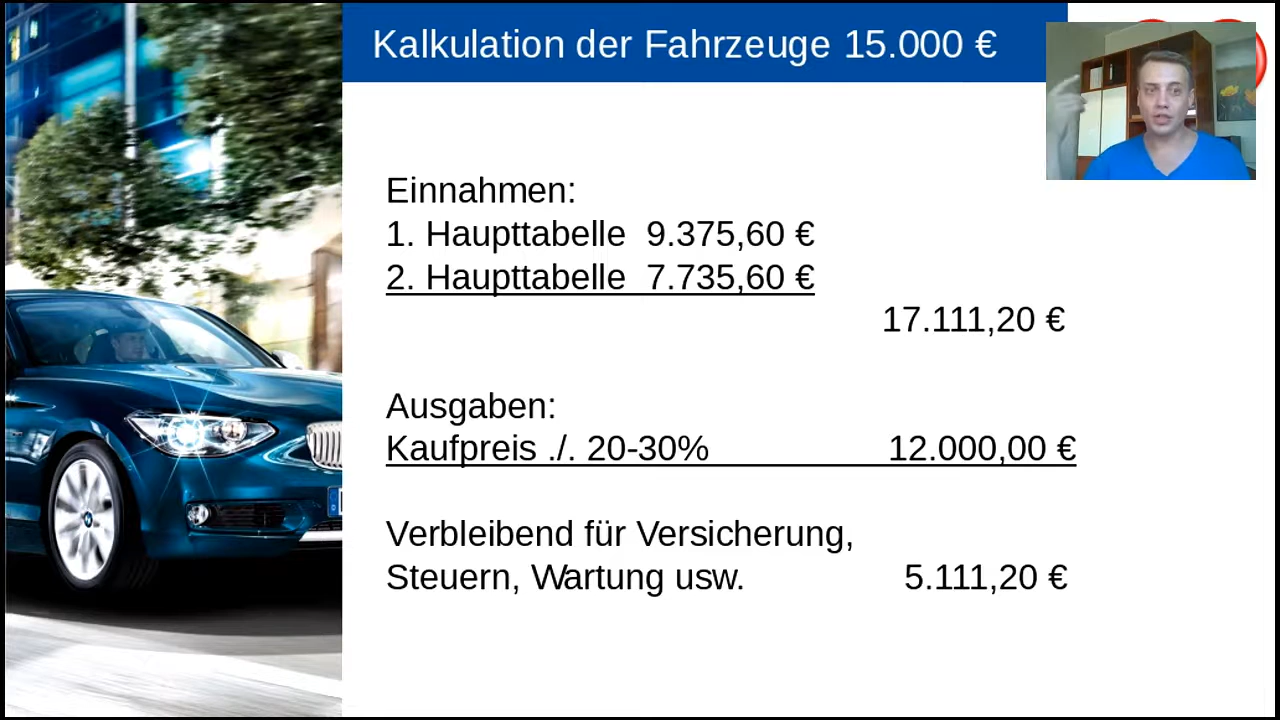 Kalkulation der Fahrzeuge 15.000 €
Einnahmen:
1. Haupttabelle 9.375,60 €
2. Haupttabelle 7.735,60 €
17.111,20 €
Ausgaben:
Kaufpreis ./. 20-30% 12.000,00 €
Verbleibend für Versicherung,
Steuern, Wartung usw. 5.111,20 €